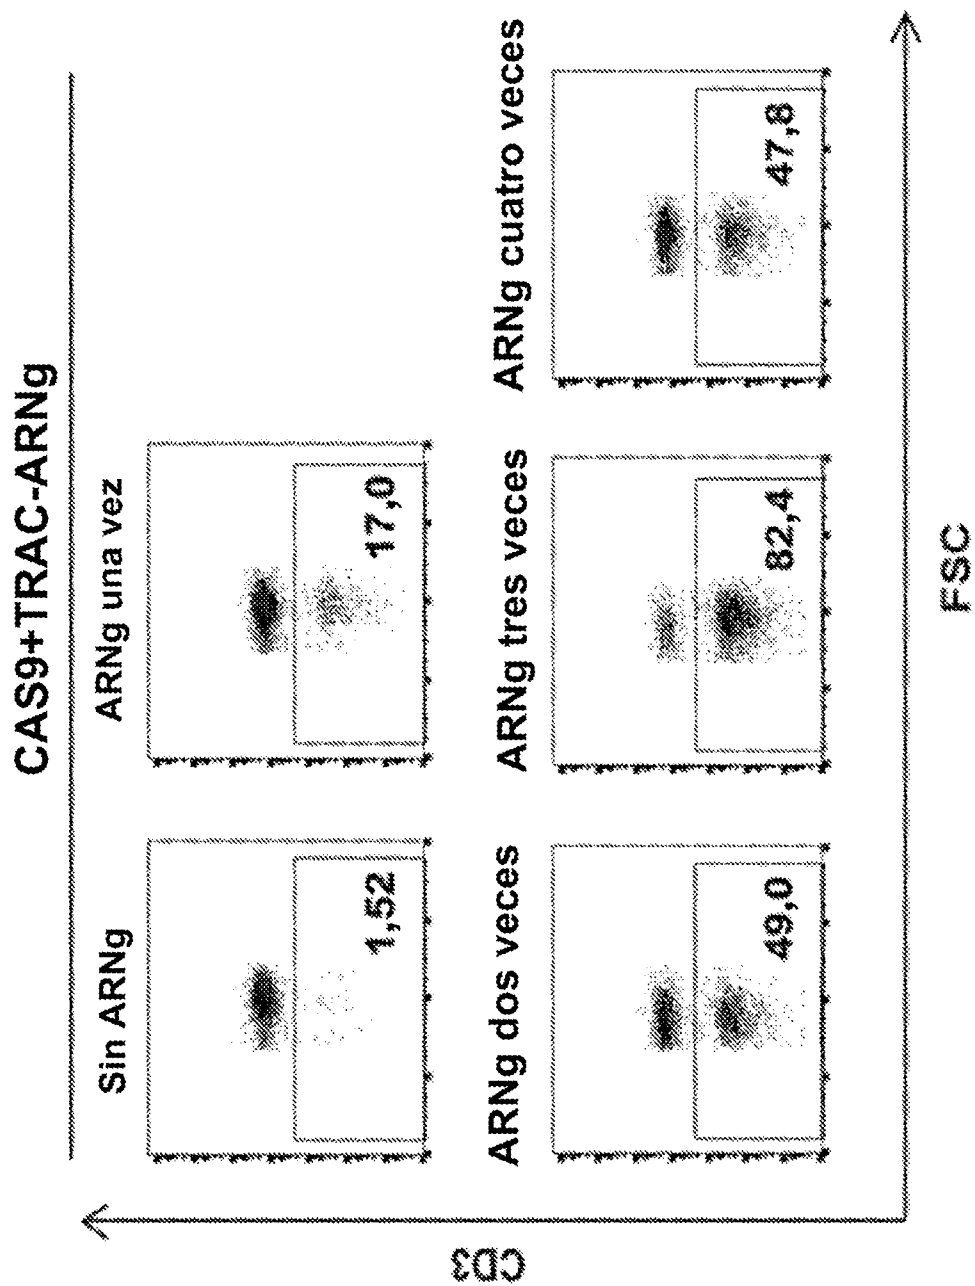 CAS9+TRAC-ARNg
Sin ARNg
ARNg una vez
1,52
17,0
ARNg dos veces
ARNg tres veces
ARNg cuatro veces
49,0
82,4
47,8
CD3
FSC